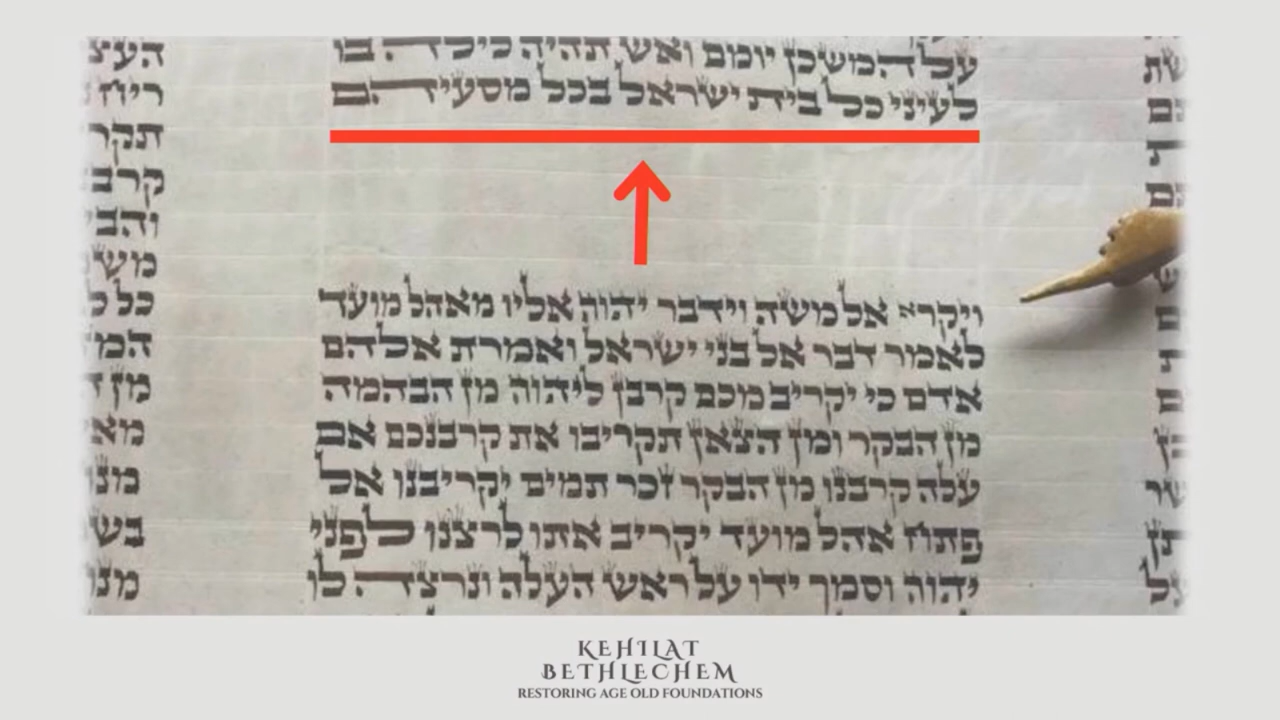 על המשכן יומם ואש תהיה לילה בו
לעיני כל בית ישראל בכל מסעיהם
ויקרא אל משה וידבר יהוה אליו מאהל מועד
לאמר דבר אל בני ישראל ואמרת אלהם
אדם כי יקריב מכם קרבן ליהוה מן הבהמה
מן הבקר ומן הצאן תקריבו את קרבנכם אם
עלה קרבנו מן הבקר זכר תמים יקריבנו אל
פתח אהל מועד יקריב אתו לרצנו לפני
יהוה וסמך ידו על ראש העלה ונרצה לו
KEHILAT
BETHLECHEM
RESTORING AGE OLD FOUNDATIONS